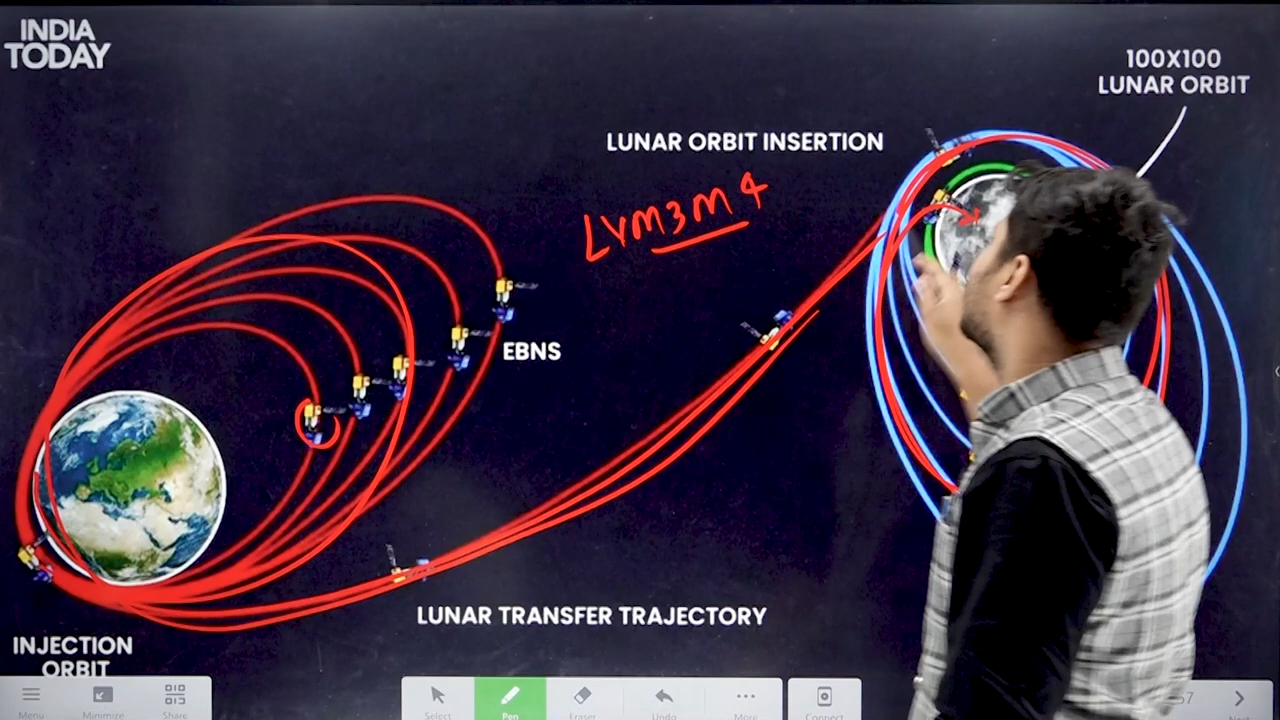 INDIA
TODAY
100X100
LUNAR ORBIT
LUNAR ORBIT INSERTION
LVM3M4
EBNS
LUNAR TRANSFER TRAJECTORY
INJECTION
ORBIT
Menu
Minimize
Share
Select
Pen
Eraser
Undo
More
Connect